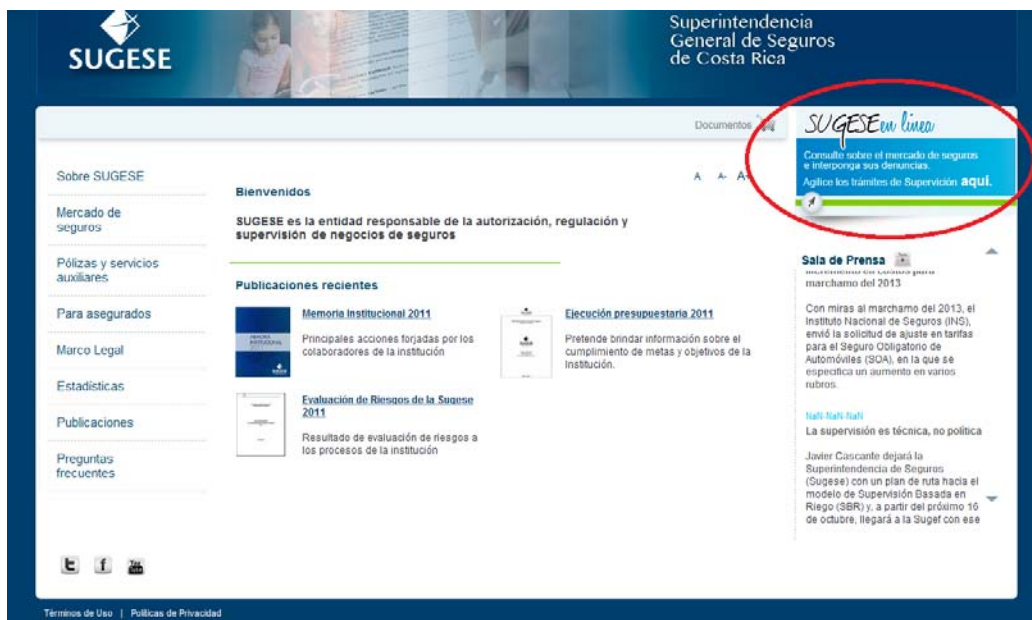 SUGESE
Superintendencia
General de Seguros
de Costa Rica
Documentos
SUGESE en línea
Consulte sobre el mercado de seguros
e interponga sus denuncias.
Agilice los trámites de Supervición aquí.
Sobre SUGESE
Mercado de
seguros
Pólizas y servicios
auxiliares
Para asegurados
Marco Legal
Estadísticas
Publicaciones
Preguntas
frecuentes
A A- A+
Bienvenidos
SUGESE es la entidad responsable de la autorización, regulación y
supervisión de negocios de seguros
Publicaciones recientes
Memoria Institucional 2011
Principales acciones forjadas por los
colaboradores de la institución
Ejecución presupuestaria 2011
Pretende brindar información sobre el
cumplimiento de metas y objetivos de la
Institución.
Evaluación de Riesgos de la Sugese
2011
Resultado de evaluación de riesgos a
los procesos de la institución
Sala de Prensa
incremento en costos para
marchamo del 2013
Con miras al marchamo del 2013, el
Instituto Nacional de Seguros (INS),
envió la solicitud de ajuste en tarifas
para el Seguro Obligatorio de
Automóviles (SOA), en la que se
especifica un aumento en varios
rubros.
NaN-NaN-NaN
La supervisión es técnica, no política
Javier Cascante dejará la
Superintendencia de Seguros
(Sugese) con un plan de ruta hacia el
modelo de Supervisión Basada en
Riego (SBR) y, a partir del próximo 16
de octubre, llegará a la Sugef con ese
Términos de Uso | Políticas de Privacidad